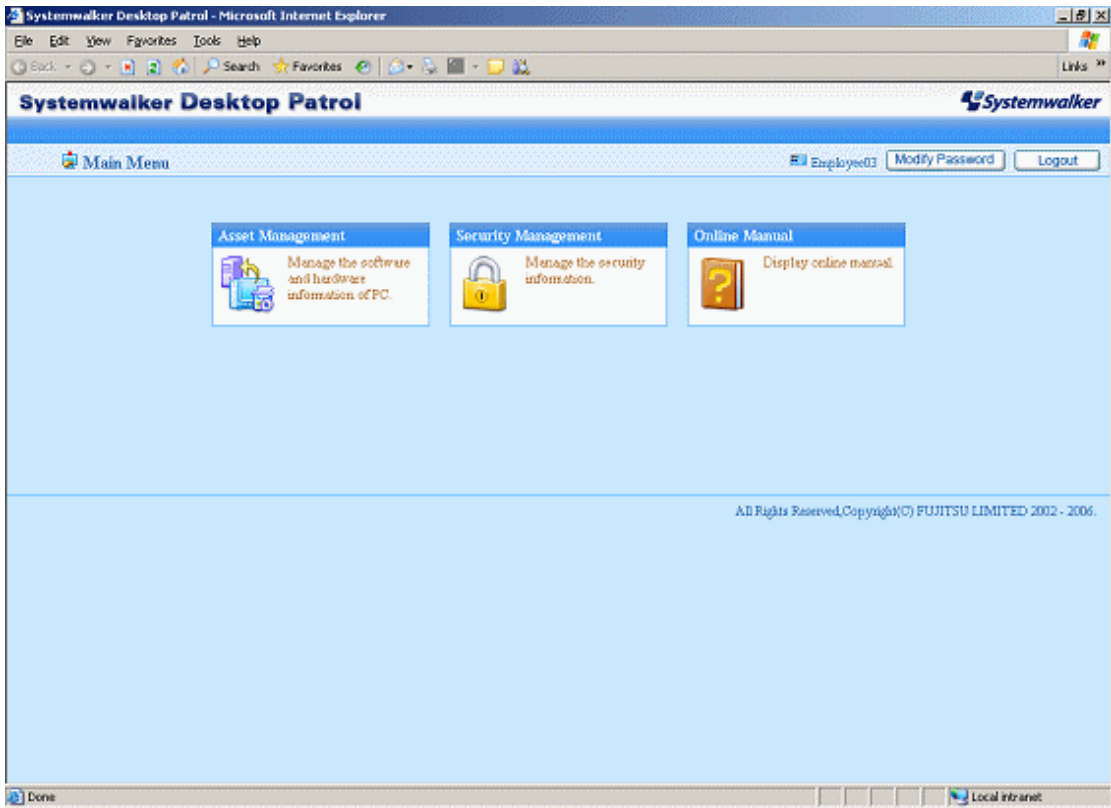 Systemwalker Desktop Patrol - Microsoft Internet Explorer
File Edit View Favorites Tools Help
Back Search Favorites Links »
Systemwalker Desktop Patrol Systemwalker
Main Menu Employee03 Modify Password Logout
Asset Management
Manage the software
and hardware
information of PC.
Security Management
Manage the security
information.
Online Manual
Display online manual.
All Rights Reserved,Copyright(C) FUJITSU LIMITED 2002 - 2006.
Done Local intranet